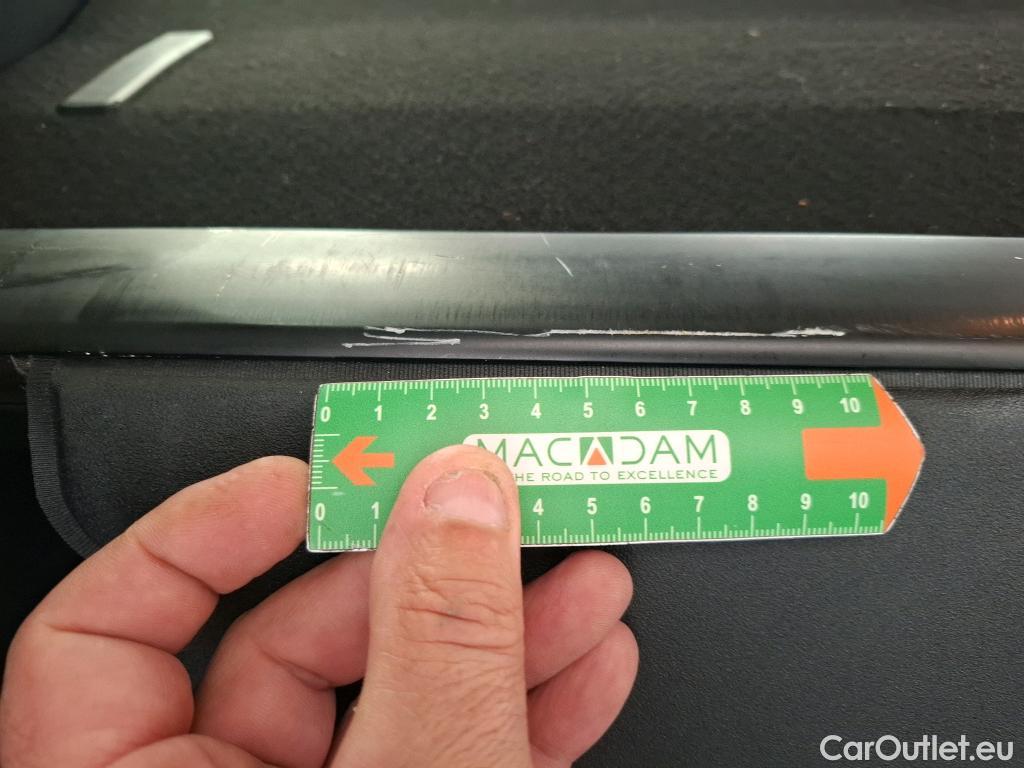 0 1 2 3 4 5 6 7 8 9 10
MACADAM
HE ROAD TO EXCELLENCE
0 1 4 5 6 7 8 9 10
CarOutlet.eu